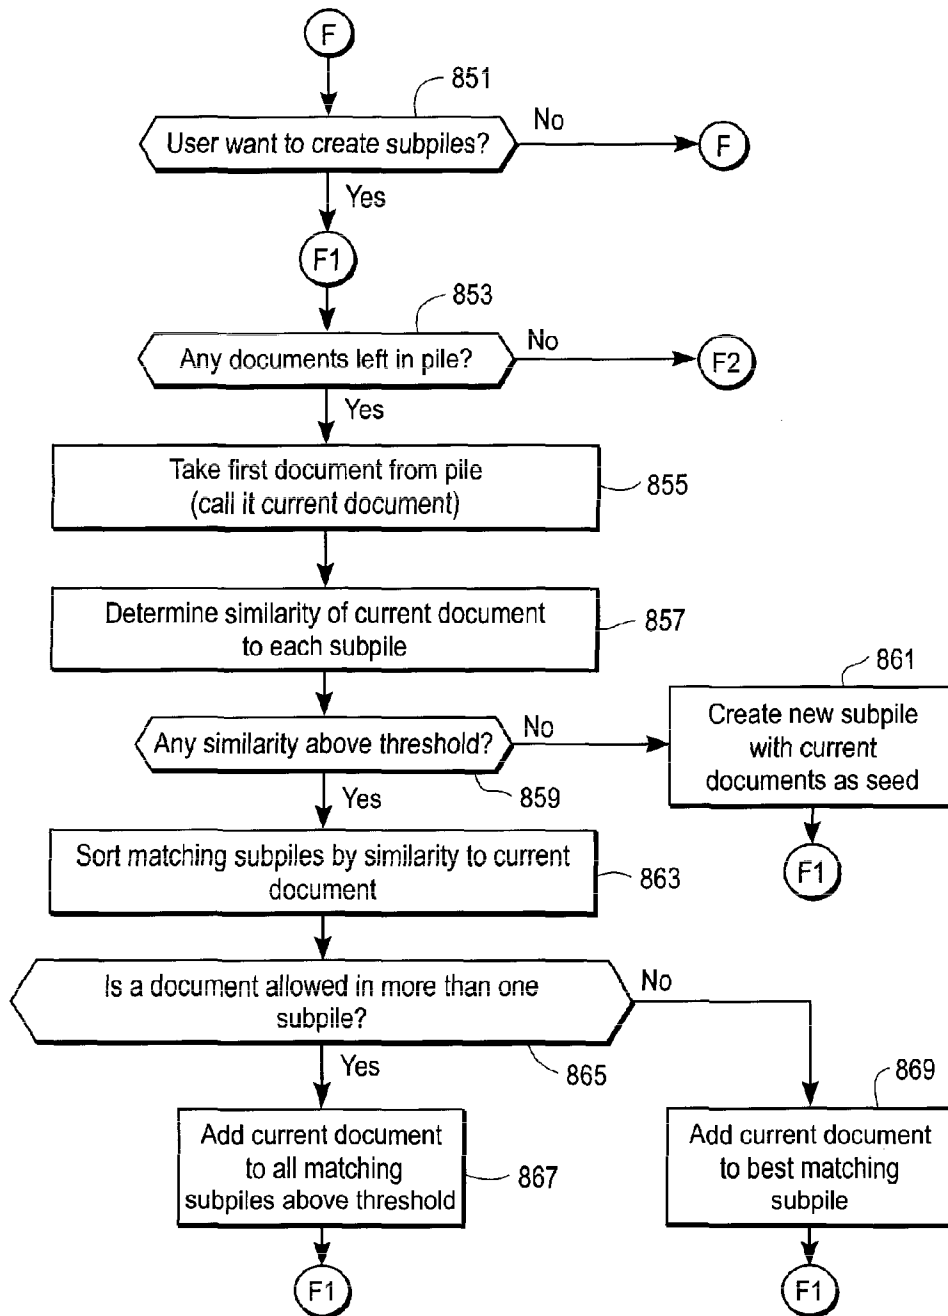 F
851
User want to create subpiles?
No
F
Yes
F1
853
Any documents left in pile?
No
F2
Yes
Take first document from pile
(call it current document)
855
Determine similarity of current document
to each subpile
857
Any similarity above threshold?
No
859
Yes
861
Create new subpile
with current
documents as seed
F1
Sort matching subpiles by similarity to current
document
863
Is a document allowed in more than one
subpile?
No
865
Yes
Add current document
to all matching
subpiles above threshold
867
F1
869
Add current document
to best matching
subpile
F1